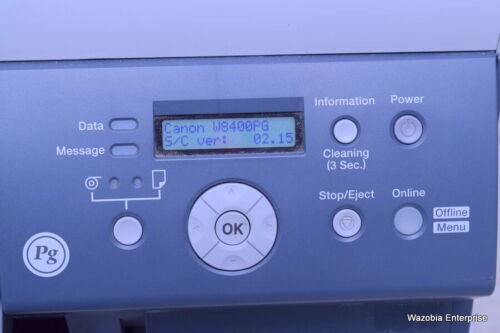 Information
Power
Data
Canon W8400PG
S/C ver: 02.15
Message
Cleaning
(3 Sec.)
Stop/Eject
Online
OK
Offline
Menu
Pg
Wazobia Enterprise